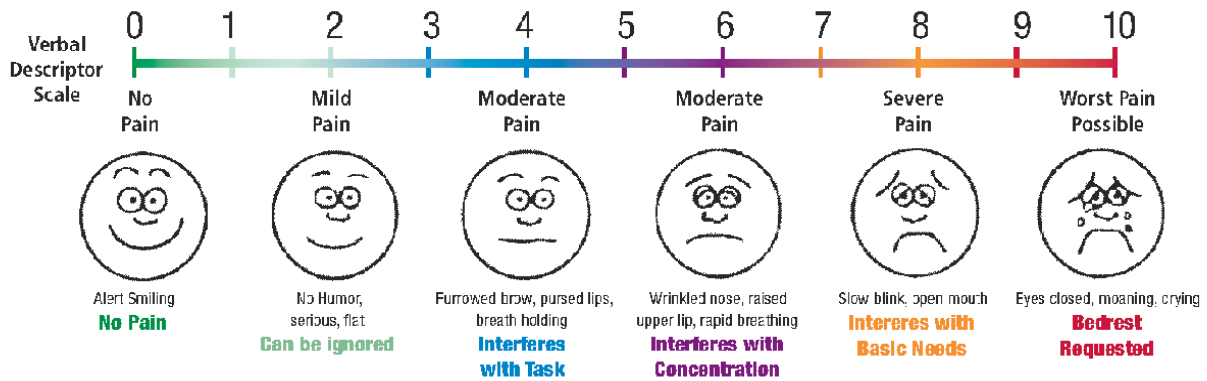 0 1 2 3 4 5 6 7 8 9 10
Verbal
Descriptor
Scale
No
Pain
Mild
Pain
Moderate
Pain
Moderate
Pain
Severe
Pain
Worst Pain
Possible
Alert Smiling
No Pain
No Humor,
serious, flat
Can be ignored
Furrowed brow, pursed lips,
breath holding
Interferes
with Task
Wrinkled nose, raised
upper lip, rapid breathing
Interferes with
Concentration
Slow blink, open mouth
Intereres with
Basic Needs
Eyes closed, moaning, crying
Bedrest
Requested